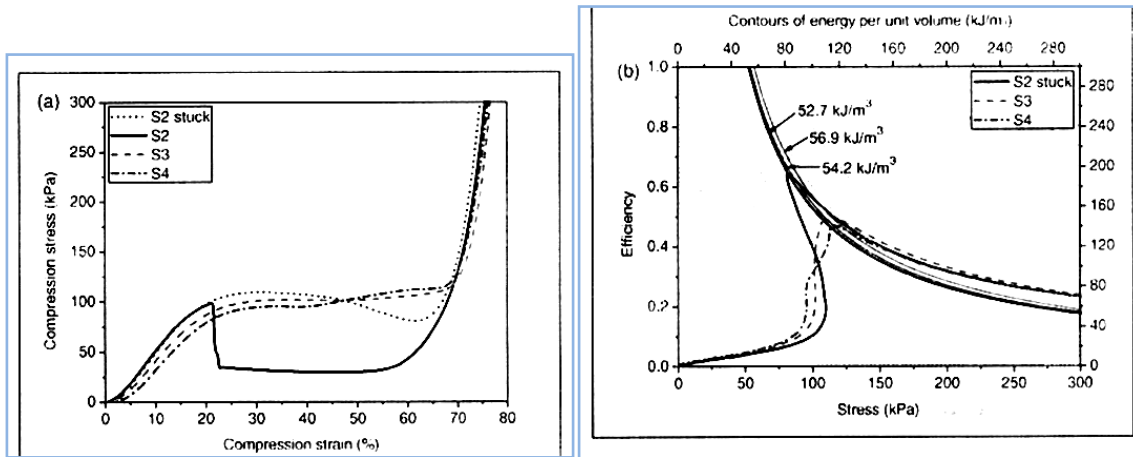 (a)
300
250
200
150
100
50
0
Compression stress (kPa)
S2 stuck
S2
S3
S4
0 10 20 30 40 50 60 70 80
Compression strain (%)
Contours of energy per unit volume (kJ/m³)
0 40 80 120 160 200 240 280
(b)
1.0
0.8
0.6
0.4
0.2
0.0
Efficiency
S2 stuck
S3
S4
52.7 kJ/m³
56.9 kJ/m³
54.2 kJ/m³
280
240
200
160
120
80
40
0
0 50 100 150 200 250 300
Stress (kPa)